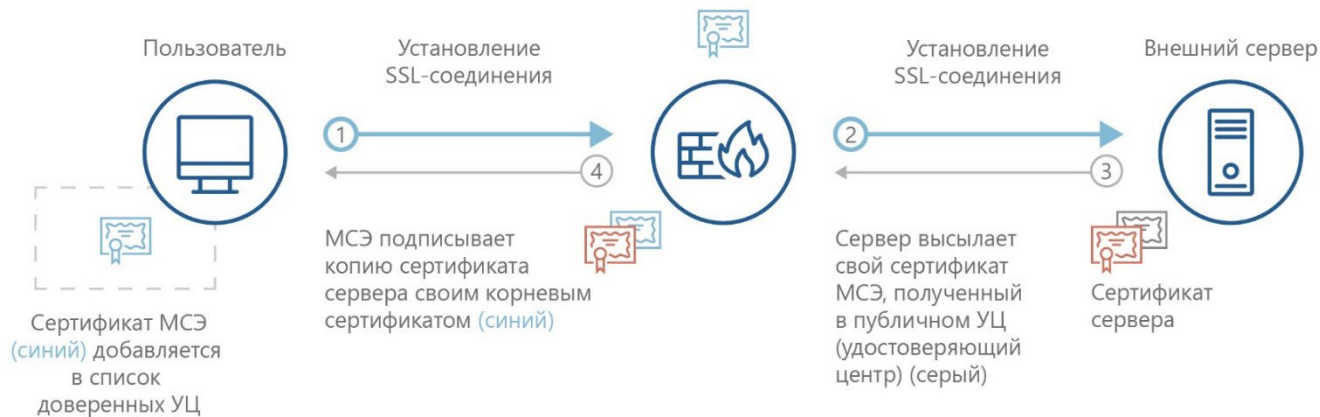 Пользователь
Установление
SSL-соединения
Установление
SSL-соединения
Внешний сервер
1
2
4
3
МСЭ подписывает
копию сертификата
сервера своим корневым
сертификатом (синий)
Сервер высылает
свой сертификат
МСЭ, полученный
в публичном УЦ
(удостоверяющий
центр) (серый)
Сертификат
сервера
Сертификат МСЭ
(синий) добавляется
в список
доверенных УЦ